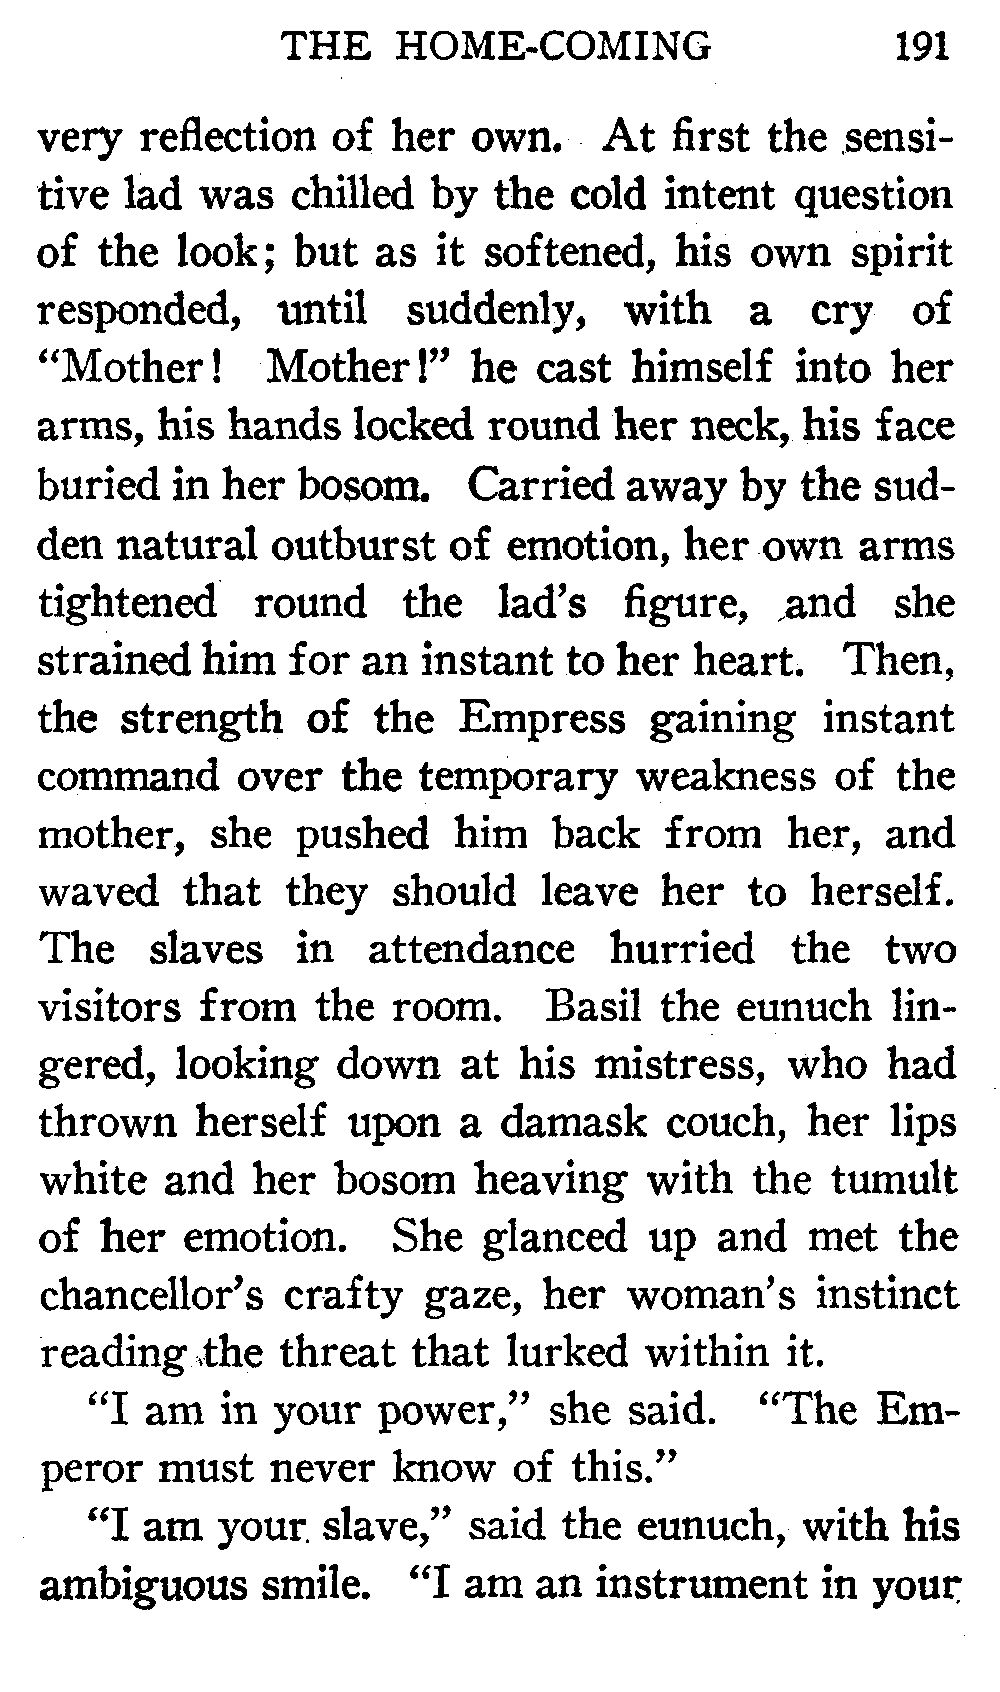 THE HOME-COMING 191
very reflection of her own. At first the sensi-
tive lad was chilled by the cold intent question
of the look; but as it softened, his own spirit
responded, until suddenly, with a cry of
“Mother! Mother!” he cast himself into her
arms, his hands locked round her neck, his face
buried in her bosom. Carried away by the sud-
den natural outburst of emotion, her own arms
tightened round the lad’s figure, and she
strained him for an instant to her heart. Then,
the strength of the Empress gaining instant
command over the temporary weakness of the
mother, she pushed him back from her, and
waved that they should leave her to herself.
The slaves in attendance hurried the two
visitors from the room. Basil the eunuch lin-
gered, looking down at his mistress, who had
thrown herself upon a damask couch, her lips
white and her bosom heaving with the tumult
of her emotion. She glanced up and met the
chancellor’s crafty gaze, her woman’s instinct
reading the threat that lurked within it.
“I am in your power,” she said. “The Em-
peror must never know of this.”
“I am your slave,” said the eunuch, with his
ambiguous smile. “I am an instrument in your